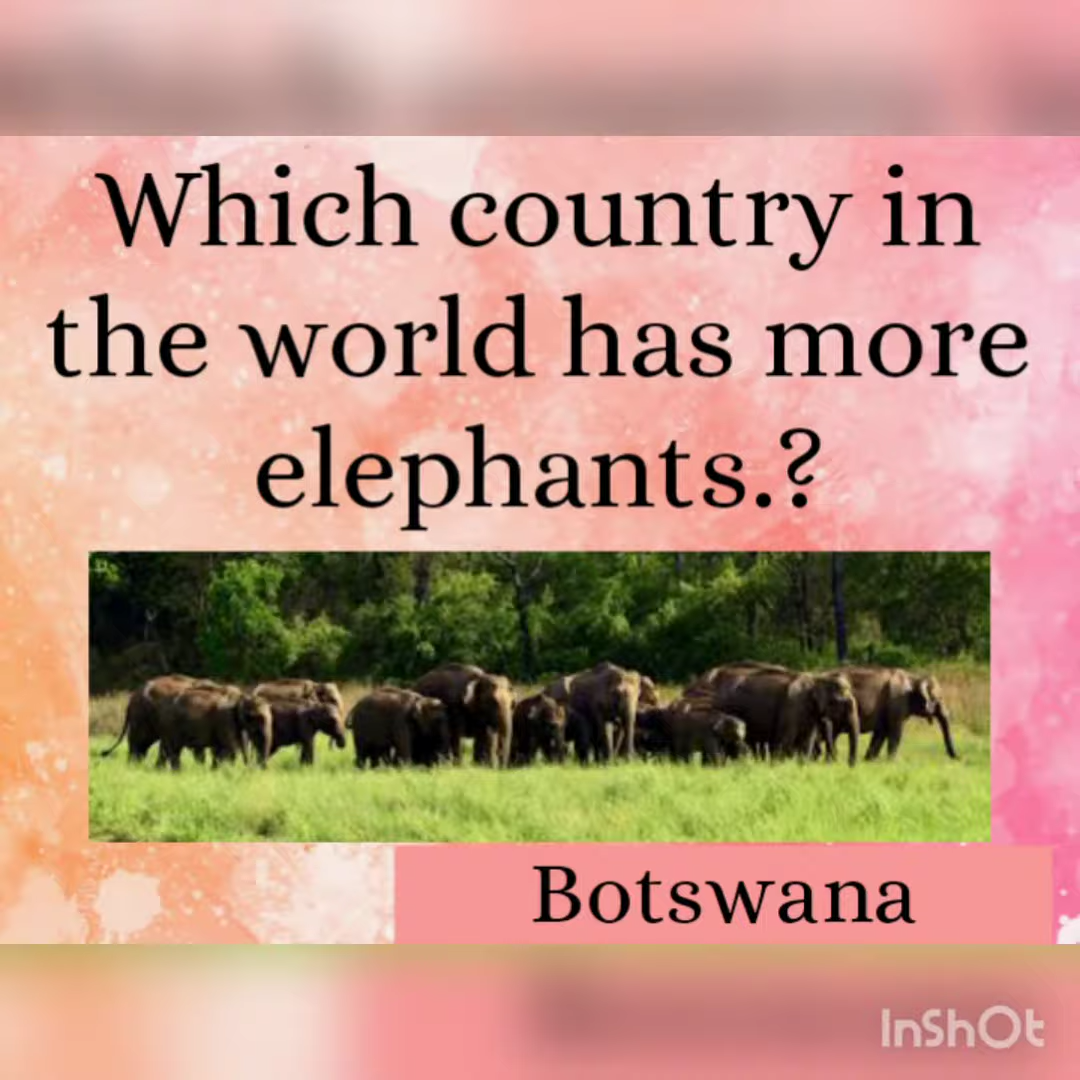 Which country in
the world has more
elephants.?
Botswana
InShOt